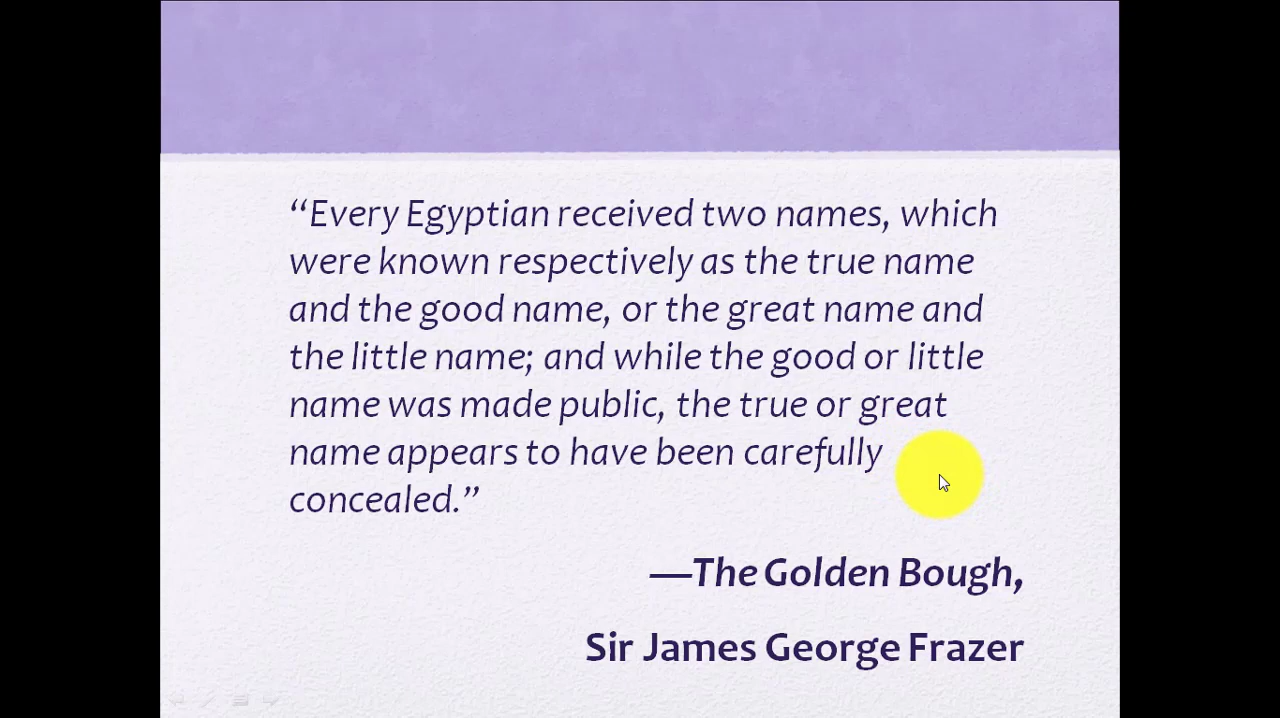 “Every Egyptian received two names, which
were known respectively as the true name
and the good name, or the great name and
the little name; and while the good or little
name was made public, the true or great
name appears to have been carefully
concealed.”
—The Golden Bough,
Sir James George Frazer